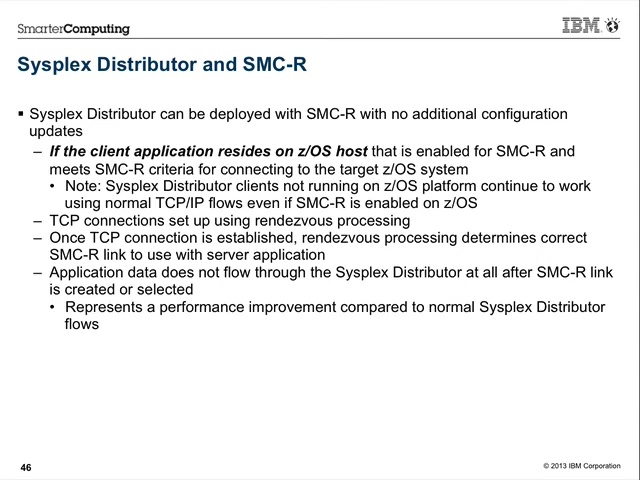 SmarterComputing
IBM
Sysplex Distributor and SMC-R
▪ Sysplex Distributor can be deployed with SMC-R with no additional configuration
updates
– If the client application resides on z/OS host that is enabled for SMC-R and
meets SMC-R criteria for connecting to the target z/OS system
• Note: Sysplex Distributor clients not running on z/OS platform continue to work
using normal TCP/IP flows even if SMC-R is enabled on z/OS
– TCP connections set up using rendezvous processing
– Once TCP connection is established, rendezvous processing determines correct
SMC-R link to use with server application
– Application data does not flow through the Sysplex Distributor at all after SMC-R link
is created or selected
• Represents a performance improvement compared to normal Sysplex Distributor
flows
46
© 2013 IBM Corporation